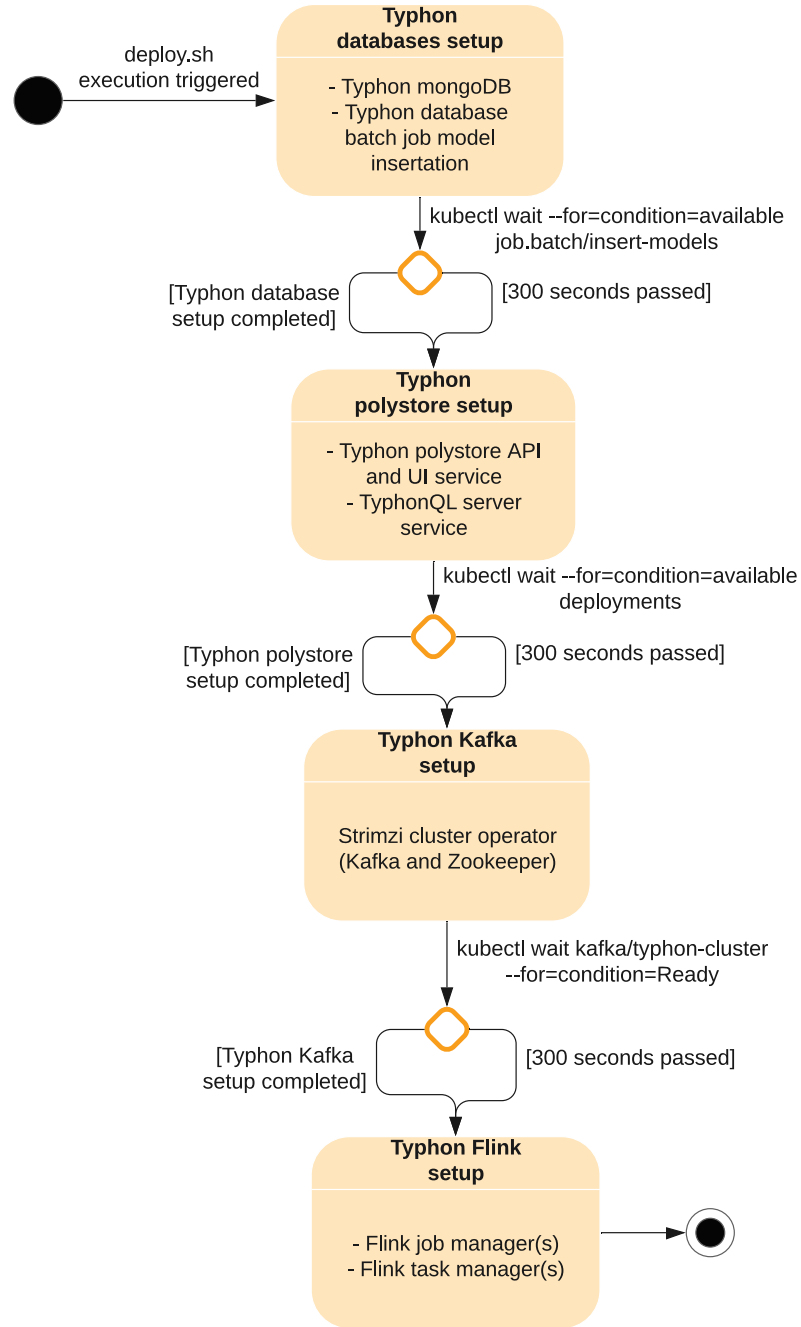 Typhon
databases setup
deploy.sh
execution triggered
- Typhon mongoDB
- Typhon database
batch job model
insertation
kubectl wait --for=condition=available
job.batch/insert-models
[Typhon database
setup completed]
[300 seconds passed]
Typhon
polystore setup
- Typhon polystore API
and UI service
- TyphonQL server
service
kubectl wait --for=condition=available
deployments
[Typhon polystore
setup completed]
[300 seconds passed]
Typhon Kafka
setup
Strimzi cluster operator
(Kafka and Zookeeper)
kubectl wait kafka/typhon-cluster
--for=condition=Ready
[Typhon Kafka
setup completed]
[300 seconds passed]
Typhon Flink
setup
- Flink job manager(s)
- Flink task manager(s)